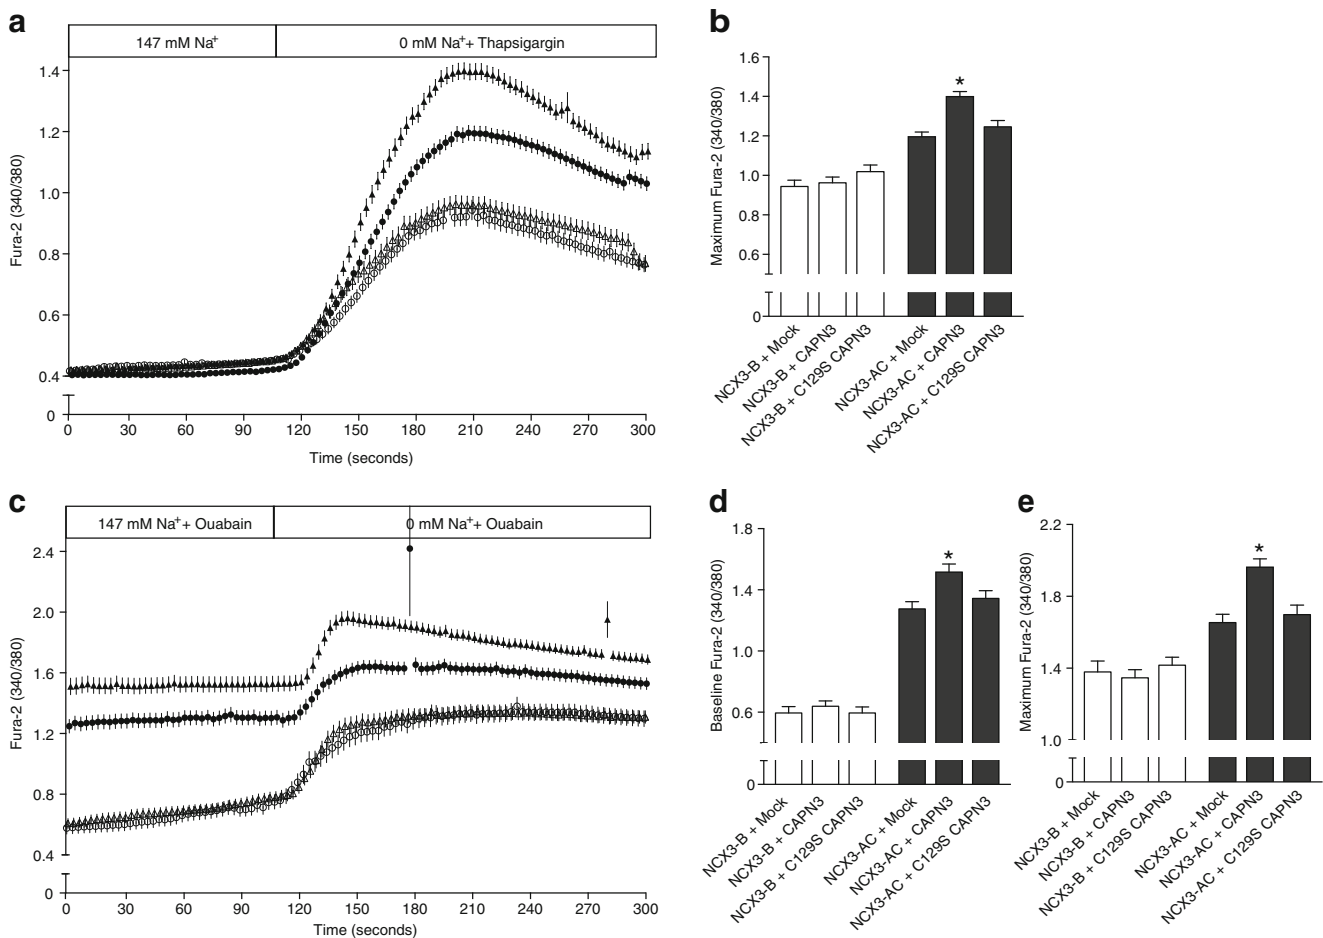 a
147 mM Na+
0 mM Na++ Thapsigargin
Fura-2 (340/380)
1.4
1.2
1.0
0.8
0.6
0.4
0
0 30 60 90 120 150 180 210 240 270 300
Time (seconds)
b
Maximum Fura-2 (340/380)
1.6
1.4
1.2
1.0
0.8
0.6
0
*
NCX3-B + Mock
NCX3-B + CAPN3
NCX3-B + C129S CAPN3
NCX3-AC + Mock
NCX3-AC + CAPN3
NCX3-AC + C129S CAPN3
c
147 mM Na++ Ouabain
0 mM Na++ Ouabain
Fura-2 (340/380)
2.4
2.0
1.6
1.2
0.8
0.4
0
0 30 60 90 120 150 180 210 240 270 300
Time (seconds)
d
Baseline Fura-2 (340/380)
1.8
1.4
1.0
0.6
0
*
NCX3-B + Mock
NCX3-B + CAPN3
NCX3-B + C129S CAPN3
NCX3-AC + Mock
NCX3-AC + CAPN3
NCX3-AC + C129S CAPN3
e
Maximum Fura-2 (340/380)
2.2
1.8
1.4
1.0
0
*
NCX3-B + Mock
NCX3-B + CAPN3
NCX3-B + C129S CAPN3
NCX3-AC + Mock
NCX3-AC + CAPN3
NCX3-AC + C129S CAPN3